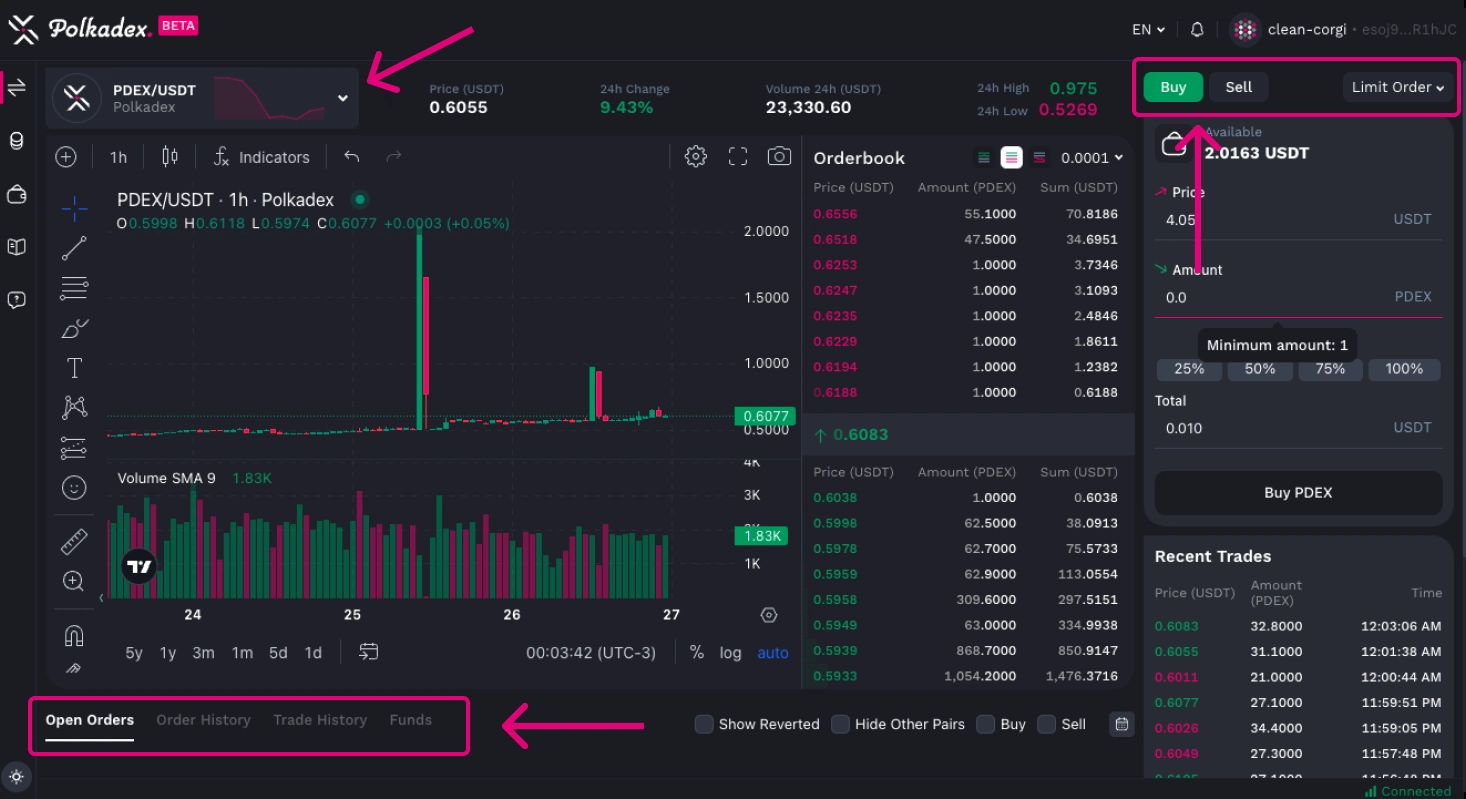 Polkadex. BETA
EN
clean-corgi • esoj9...R1hJC
PDEX/USDT
Polkadex
Price (USDT)
0.6055
24h Change
9.43%
Volume 24h (USDT)
23,330.60
24h High 0.975
24h Low 0.5269
Buy Sell Limit Order
1h Indicators
PDEX/USDT · 1h · Polkadex
O0.5998 H0.6118 L0.5974 C0.6077 +0.0003 (+0.05%)
2.0000
1.5000
1.0000
0.6077
0.5000
Volume SMA 9 1.83K
4K
3K
1.83K
1K
24 25 26 27
5y 1y 3m 1m 5d 1d
00:03:42 (UTC-3) % log auto
Orderbook 0.0001
Price (USDT) Amount (PDEX) Sum (USDT)
0.6556 55.1000 70.8186
0.6518 47.5000 34.6951
0.6253 1.0000 3.7346
0.6247 1.0000 3.1093
0.6235 1.0000 2.4846
0.6229 1.0000 1.8611
0.6194 1.0000 1.2382
0.6188 1.0000 0.6188
0.6083
Price (USDT) Amount (PDEX) Sum (USDT)
0.6038 1.0000 0.6038
0.5998 62.5000 38.0913
0.5978 62.7000 75.5733
0.5959 62.9000 113.0554
0.5958 309.6000 297.5151
0.5949 63.0000 334.9938
0.5939 868.7000 850.9147
0.5933 1,054.2000 1,476.3716
Available
2.0163 USDT
Price
4.05 USDT
Amount
0.0 PDEX
Minimum amount: 1
25% 50% 75% 100%
Total
0.010 USDT
Buy PDEX
Recent Trades
Price (USDT) Amount (PDEX) Time
0.6083 32.8000 12:03:06 AM
0.6055 31.1000 12:01:38 AM
0.6011 21.0000 12:00:44 AM
0.6077 27.1000 11:59:51 PM
0.6026 34.4000 11:59:05 PM
0.6049 27.3000 11:57:48 PM
Open Orders Order History Trade History Funds
Show Reverted Hide Other Pairs Buy Sell
Connected